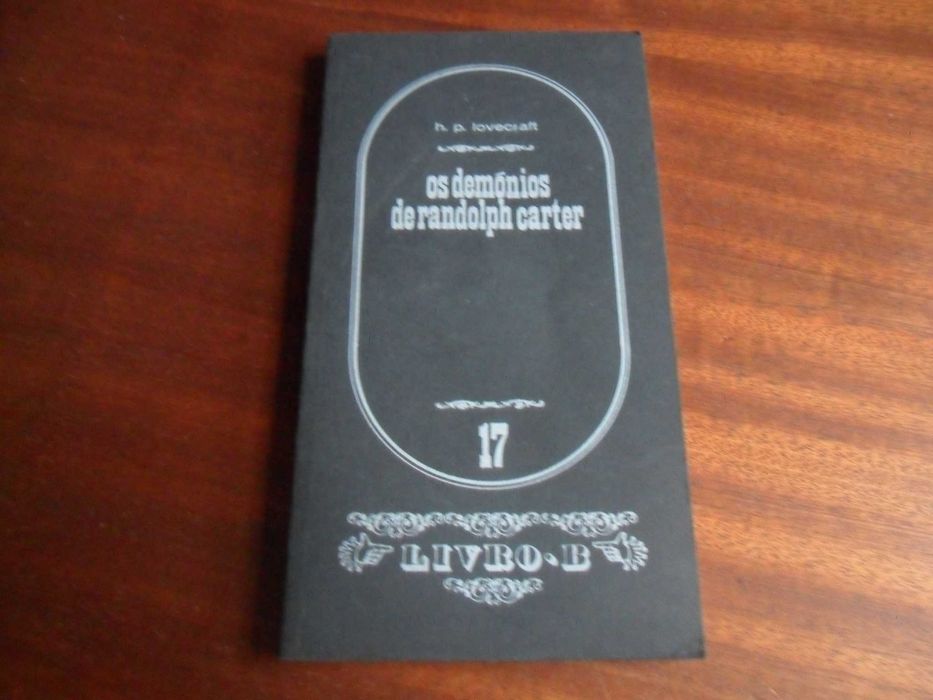 h. p. lovecraft
os demónios
de randolph carter
17
LIVRO·B